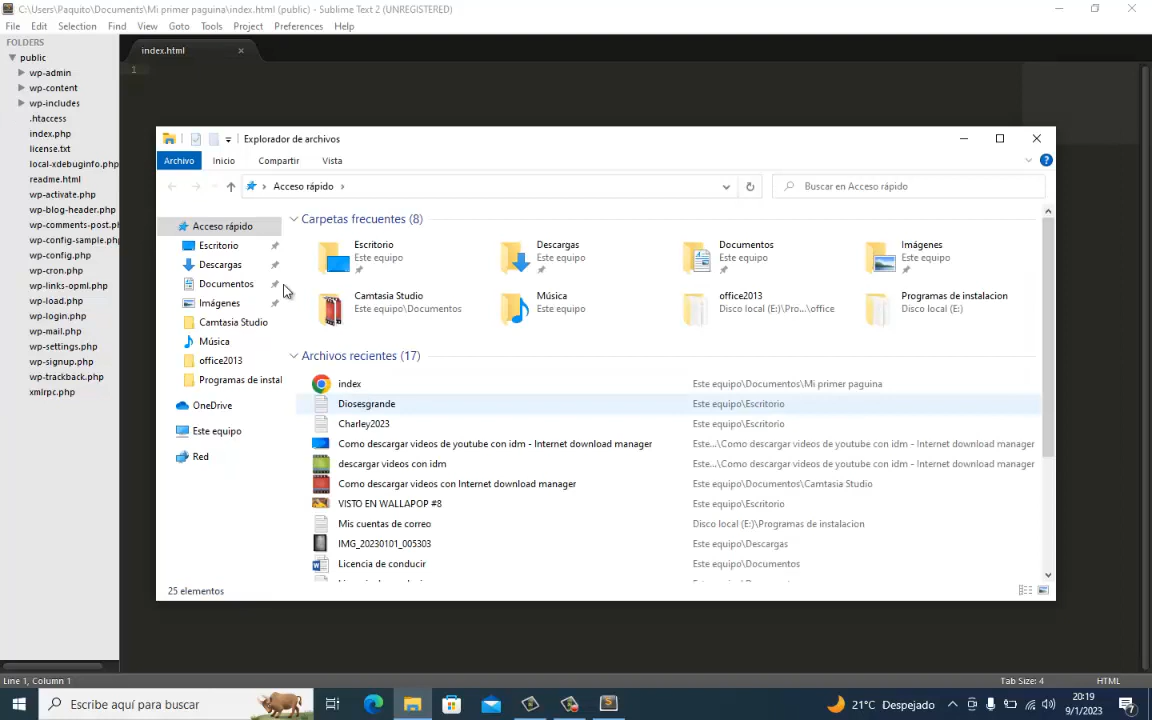 C:\Users\Paquito\Documents\Mi primer paguina\index.html (public) - Sublime Text 2 (UNREGISTERED)
File Edit Selection Find View Goto Tools Project Preferences Help
FOLDERS
public
wp-admin
wp-content
wp-includes
.htaccess
index.php
license.txt
local-xdebuginfo.php
readme.html
wp-activate.php
wp-blog-header.php
wp-comments-post.ph
wp-config-sample.php
wp-config.php
wp-cron.php
wp-links-opml.php
wp-load.php
wp-login.php
wp-mail.php
wp-settings.php
wp-signup.php
wp-trackback.php
xmlrpc.php
index.html
1
Explorador de archivos
Archivo Inicio Compartir Vista
Acceso rápido
Buscar en Acceso rápido
Acceso rápido
Escritorio
Descargas
Documentos
Imágenes
Camtasia Studio
Música
office2013
Programas de instal
OneDrive
Este equipo
Red
Carpetas frecuentes (8)
Escritorio
Este equipo
Descargas
Este equipo
Documentos
Este equipo
Imágenes
Este equipo
Camtasia Studio
Este equipo\Documentos
Música
Este equipo
office2013
Disco local (E:)\Pro...\office
Programas de instalacion
Disco local (E:)
Archivos recientes (17)
index Este equipo\Documentos\Mi primer paguina
Diosesgrande Este equipo\Escritorio
Charley2023 Este equipo\Escritorio
Como descargar videos de youtube con idm - Internet download manager Este...\Como descargar videos de youtube con idm - Internet download manager
descargar videos con idm Este...\Como descargar videos de youtube con idm - Internet download manager
Como descargar videos con Internet download manager Este equipo\Documentos\Camtasia Studio
VISTO EN WALLAPOP #8 Este equipo\Escritorio
Mis cuentas de correo Disco local (E:)\Programas de instalacion
IMG_20230101_005303 Este equipo\Descargas
Licencia de conducir Este equipo\Documentos
25 elementos
Line 1, Column 1 Tab Size: 4 HTML
Escribe aquí para buscar
21°C Despejado
20:19
9/1/2023
7